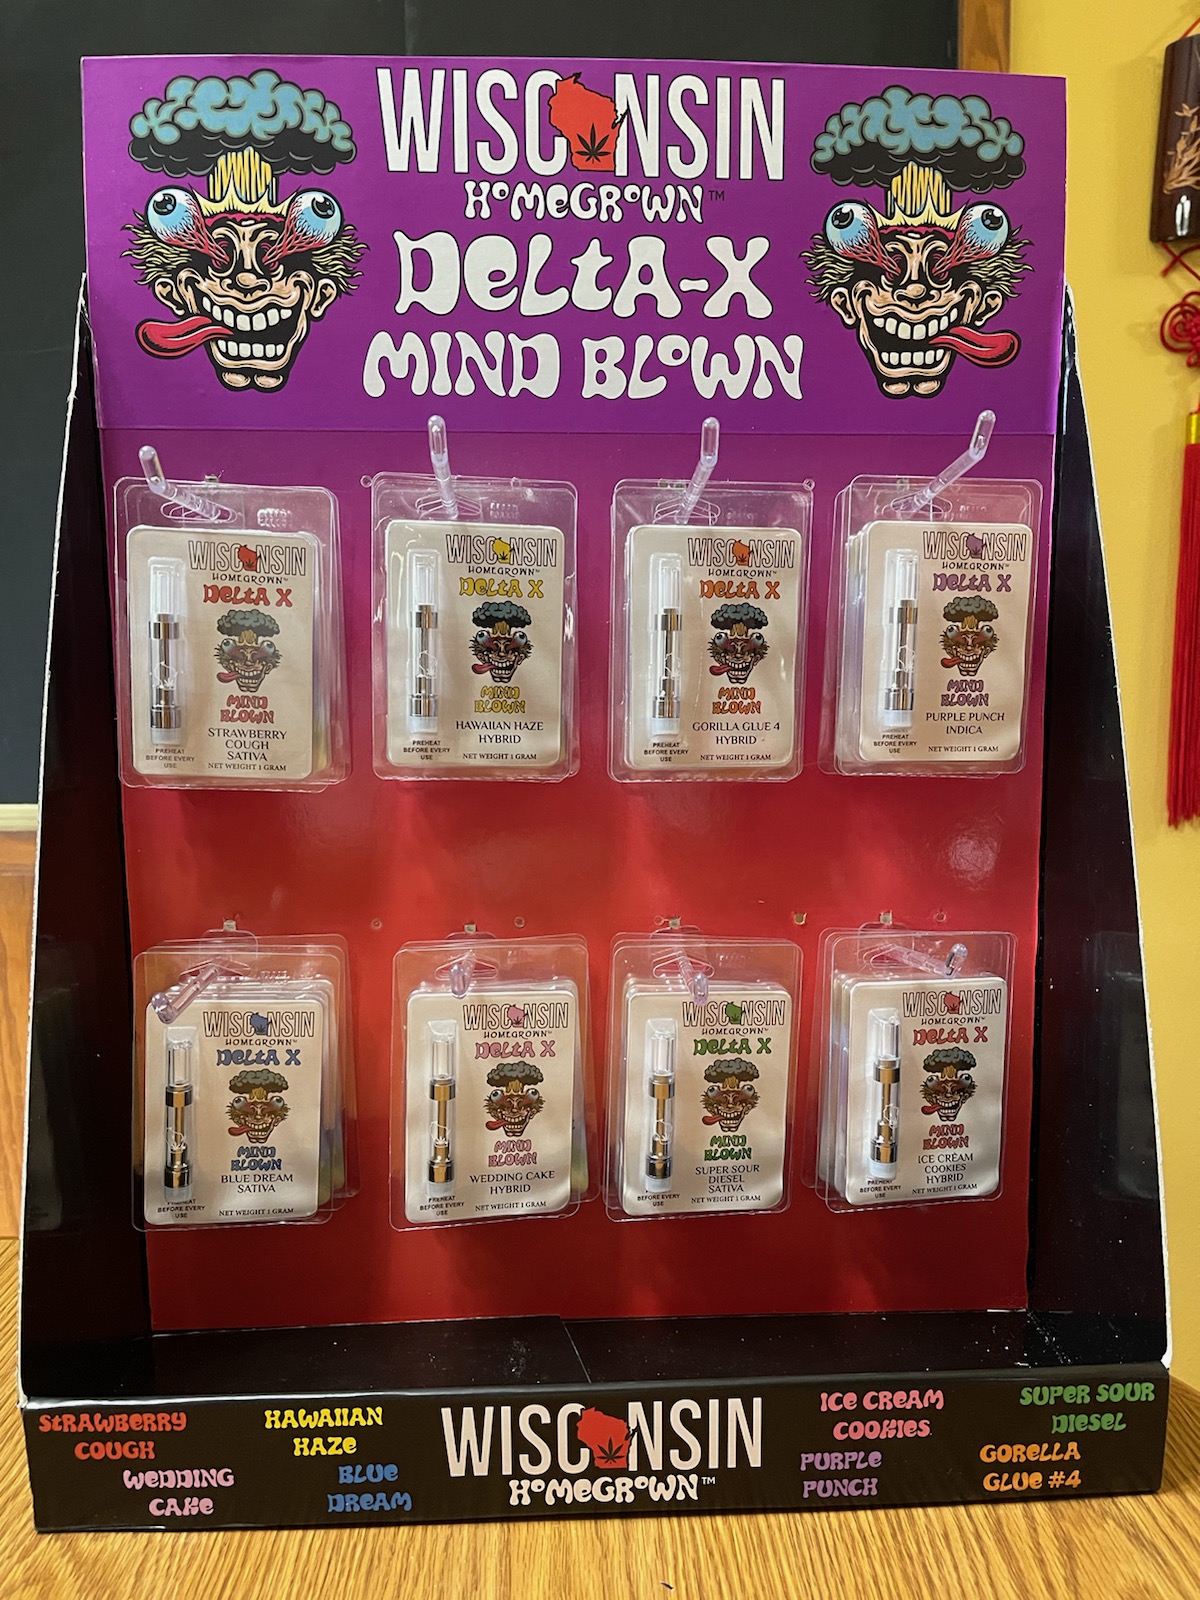 WISCONSIN
HOMEGROWN™
DELTA-X
MIND BLOWN
WISCONSIN
HOMEGROWN™
DELTA X
MIND
BLOWN
STRAWBERRY
COUGH
SATIVA
NET WEIGHT 1 GRAM
PREHEAT
BEFORE EVERY
USE
WISCONSIN
HOMEGROWN™
DELTA X
MIND
BLOWN
HAWAIIAN HAZE
HYBRID
NET WEIGHT 1 GRAM
PREHEAT
BEFORE EVERY
USE
WISCONSIN
HOMEGROWN™
DELTA X
MIND
BLOWN
GORILLA GLUE 4
HYBRID
NET WEIGHT 1 GRAM
PREHEAT
BEFORE EVERY
USE
WISCONSIN
HOMEGROWN™
DELTA X
MIND
BLOWN
PURPLE PUNCH
INDICA
NET WEIGHT 1 GRAM
PREHEAT
BEFORE EVERY
USE
WISCONSIN
HOMEGROWN™
DELTA X
MIND
BLOWN
BLUE DREAM
SATIVA
NET WEIGHT 1 GRAM
PREHEAT
BEFORE EVERY
USE
WISCONSIN
HOMEGROWN™
DELTA X
MIND
BLOWN
WEDDING CAKE
HYBRID
NET WEIGHT 1 GRAM
PREHEAT
BEFORE EVERY
USE
WISCONSIN
HOMEGROWN™
DELTA X
MIND
BLOWN
SUPER SOUR
DIESEL
SATIVA
NET WEIGHT 1 GRAM
BEFORE EVERY
USE
WISCONSIN
HOMEGROWN™
DELTA X
MIND
BLOWN
ICE CREAM
COOKIES
HYBRID
NET WEIGHT 1 GRAM
PREHEAT
BEFORE EVERY
USE
STRAWBERRY
COUGH
WEDDING
CAKE
HAWAIIAN
HAZE
BLUE
DREAM
WISCONSIN
HOMEGROWN™
ICE CREAM
COOKIES
PURPLE
PUNCH
SUPER SOUR
DIESEL
GORELLA
GLUE #4